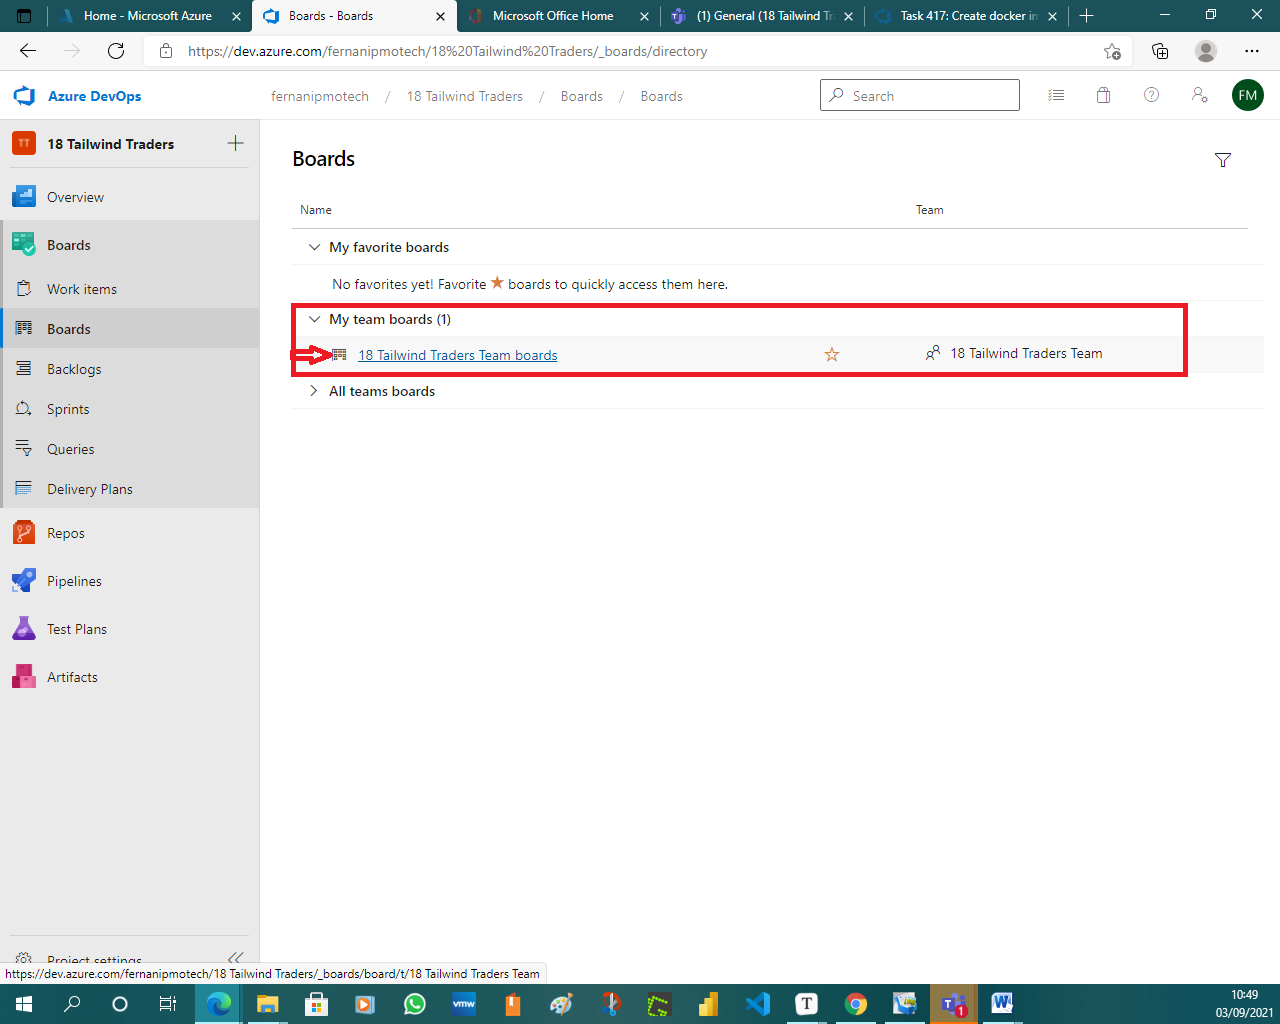 Home - Microsoft Azure
Boards - Boards
Microsoft Office Home
(1) General (18 Tailwind Tr
Task 417: Create docker im
https://dev.azure.com/fernanipmotech/18%20Tailwind%20Traders/_boards/directory
Azure DevOps
fernanipmotech / 18 Tailwind Traders / Boards / Boards
Search
FM
TT
18 Tailwind Traders
Overview
Boards
Work items
Boards
Backlogs
Sprints
Queries
Delivery Plans
Repos
Pipelines
Test Plans
Artifacts
Project settings
Boards
Name
Team
My favorite boards
No favorites yet! Favorite ★ boards to quickly access them here.
My team boards (1)
18 Tailwind Traders Team boards
18 Tailwind Traders Team
All teams boards
https://dev.azure.com/fernanipmotech/18 Tailwind Traders/_boards/board/t/18 Tailwind Traders Team
vmw
T
1
W
10:49
03/09/2021